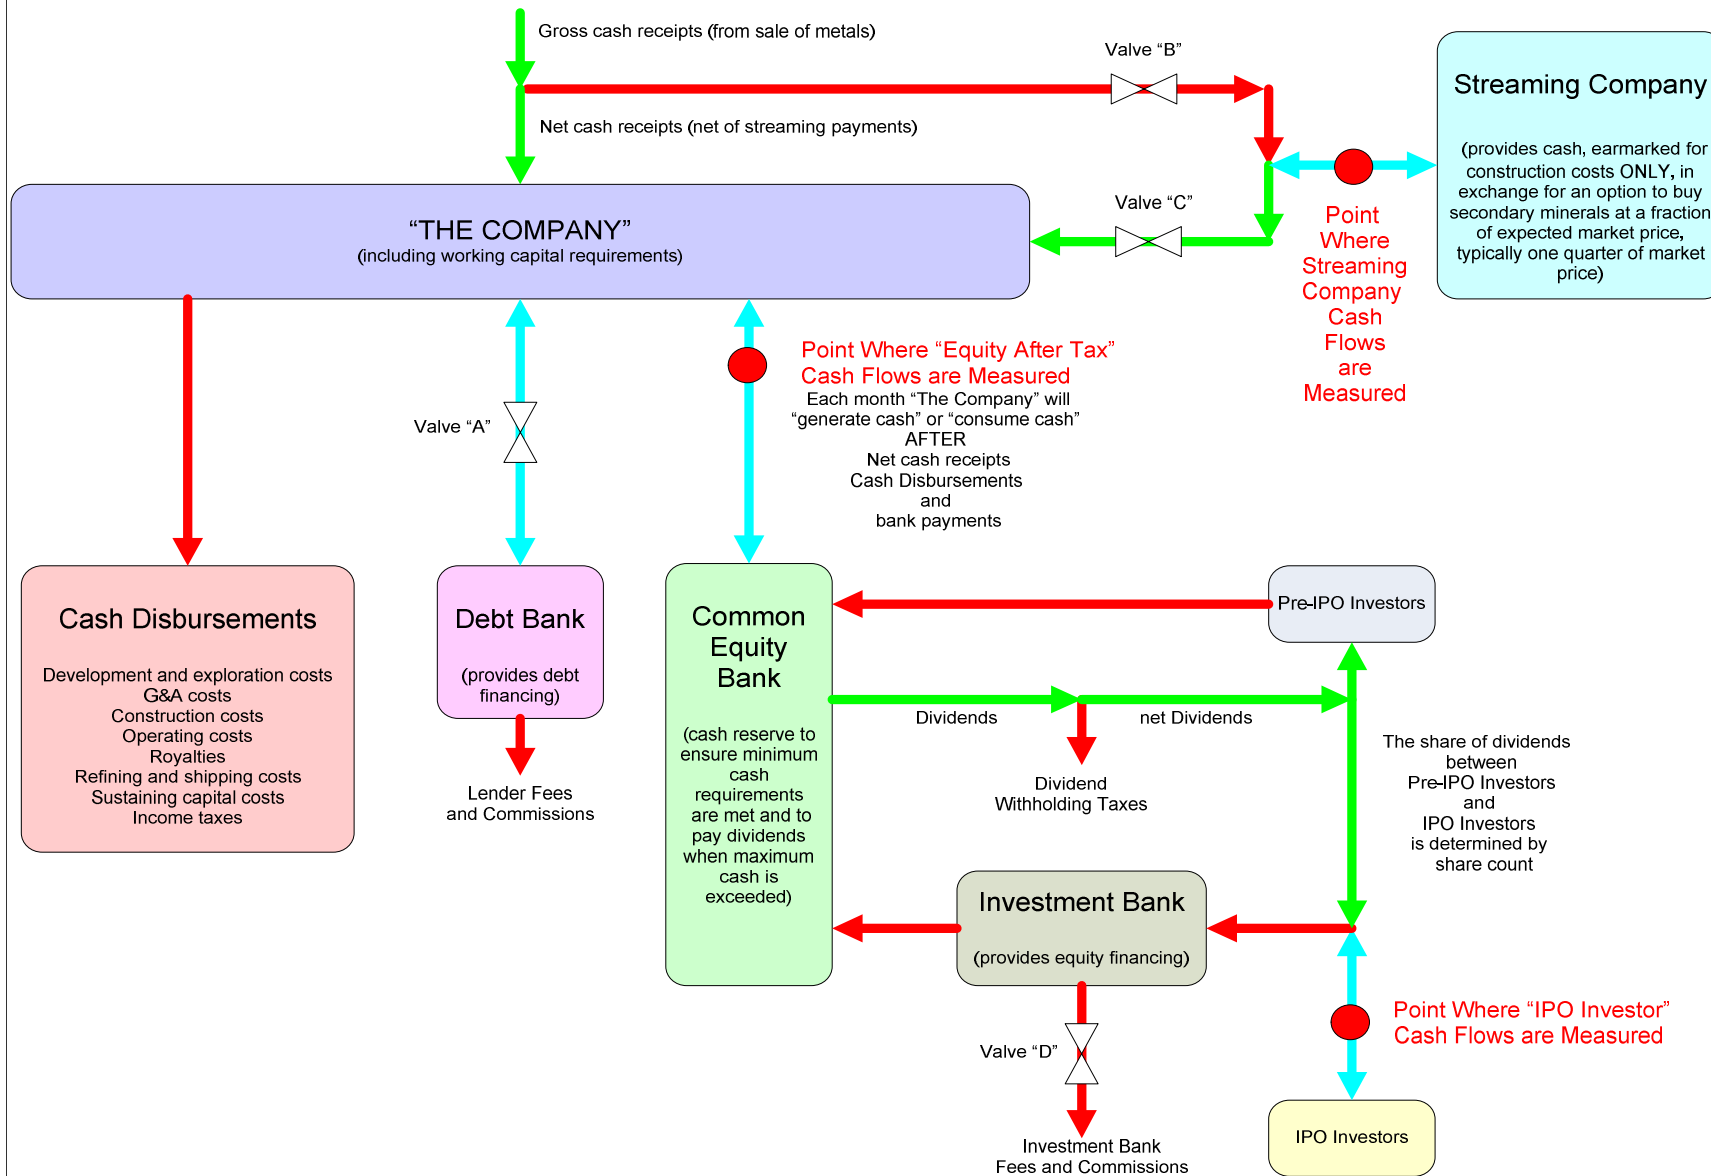 Gross cash receipts (from sale of metals)
Valve “B”
Streaming Company
(provides cash, earmarked for
construction costs ONLY, in
exchange for an option to buy
secondary minerals at a fraction
of expected market price,
typically one quarter of market
price)
Net cash receipts (net of streaming payments)
“THE COMPANY”
(including working capital requirements)
Valve “C”
Point
Where
Streaming
Company
Cash
Flows
are
Measured
Valve “A”
Point Where “Equity After Tax”
Cash Flows are Measured
Each month “The Company” will
“generate cash” or “consume cash”
AFTER
Net cash receipts
Cash Disbursements
and
bank payments
Cash Disbursements
Development and exploration costs
G&A costs
Construction costs
Operating costs
Royalties
Refining and shipping costs
Sustaining capital costs
Income taxes
Debt Bank
(provides debt
financing)
Lender Fees
and Commissions
Common
Equity
Bank
(cash reserve to
ensure minimum
cash
requirements
are met and to
pay dividends
when maximum
cash is
exceeded)
Pre-IPO Investors
Dividends
net Dividends
Dividend
Withholding Taxes
The share of dividends
between
Pre-IPO Investors
and
IPO Investors
is determined by
share count
Investment Bank
(provides equity financing)
Valve “D”
Investment Bank
Fees and Commissions
Point Where “IPO Investor”
Cash Flows are Measured
IPO Investors